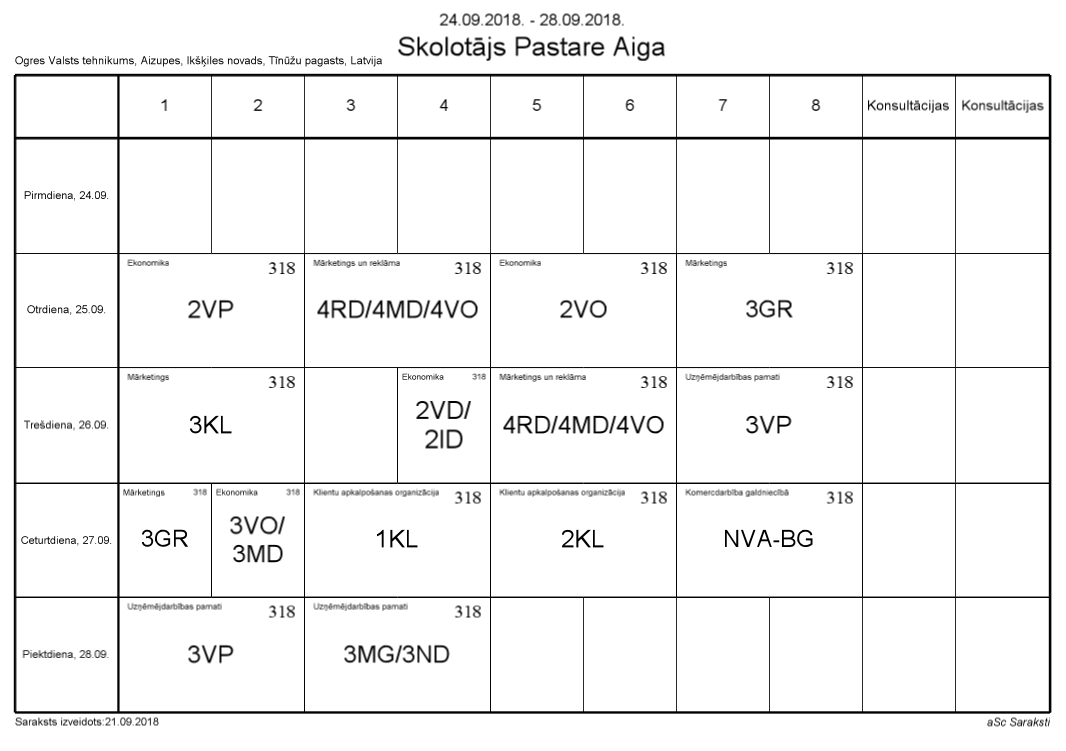 24.09.2018. - 28.09.2018.
Skolotājs Pastare Aiga
Ogres Valsts tehnikums, Aizupes, Ikšķiles novads, Tīnūžu pagasts, Latvija
1 2 3 4 5 6 7 8 Konsultācijas Konsultācijas
Pirmdiena, 24.09.
Ekonomika 318 Mārketings un reklāma 318 Ekonomika 318 Mārketings 318
Otrdiena, 25.09. 2VP 4RD/4MD/4VO 2VO 3GR
Mārketings 318 Ekonomika 318 Mārketings un reklāma 318 Uzņēmējdarbības pamati 318
Trešdiena, 26.09. 3KL 2VD/ 4RD/4MD/4VO 3VP
2ID
Mārketings 318 Ekonomika 318 Klientu apkalpošanas organizācija 318 Klientu apkalpošanas organizācija 318 Komercdarbība galdniecībā 318
Ceturtdiena, 27.09. 3GR 3VO/ 1KL 2KL NVA-BG
3MD
Uzņēmējdarbības pamati 318 Uzņēmējdarbības pamati 318
Piektdiena, 28.09. 3VP 3MG/3ND
Saraksts izveidots:21.09.2018 aSc Saraksti